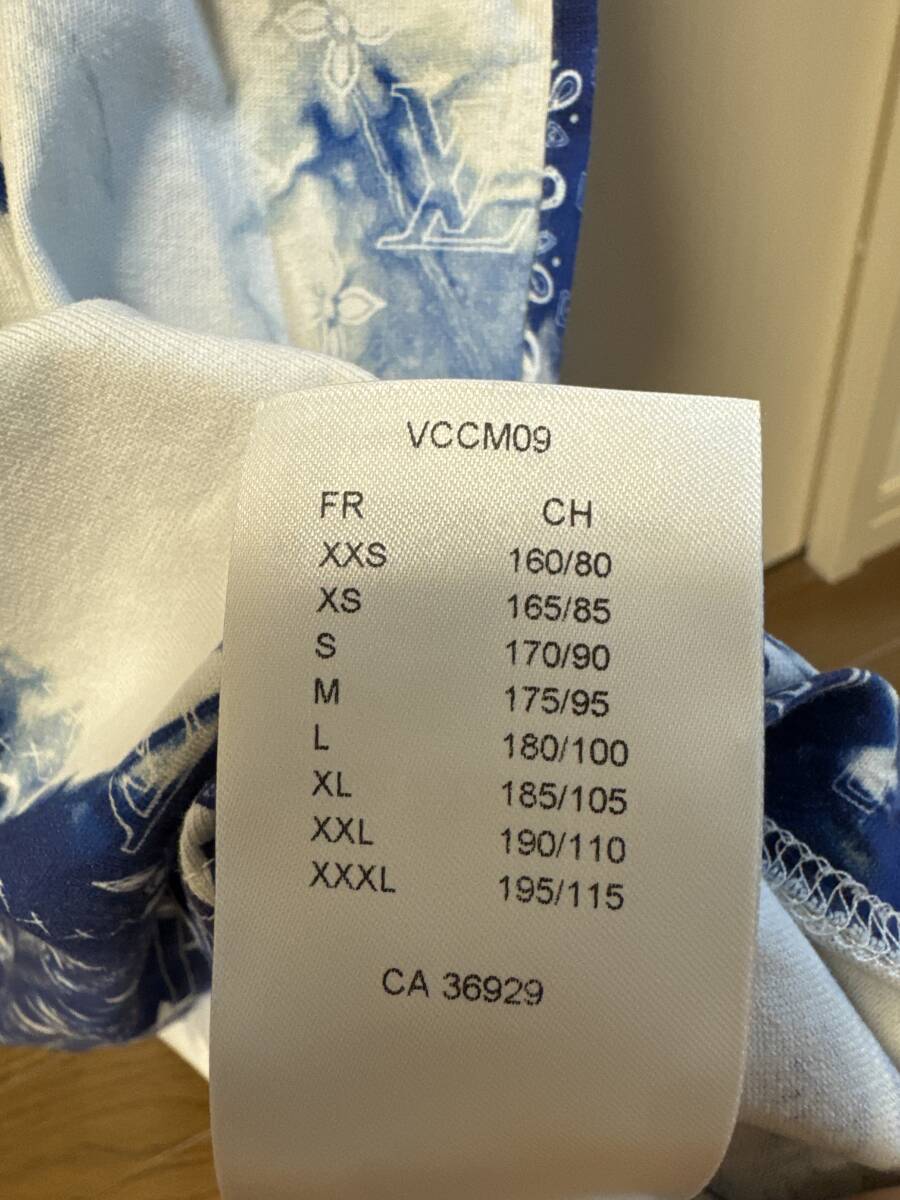 LV
VCCM09
FR CH
XXS 160/80
XS 165/85
S 170/90
M 175/95
L 180/100
XL 185/105
XXL 190/110
XXXL 195/115
CA 36929